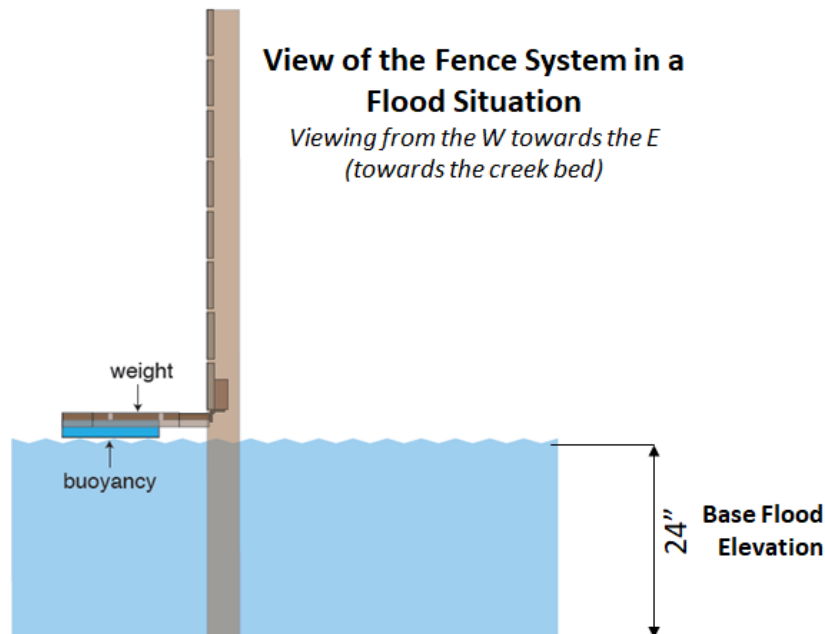 View of the Fence System in a
Flood Situation
Viewing from the W towards the E
(towards the creek bed)
weight
buoyancy
24”
Base Flood
Elevation